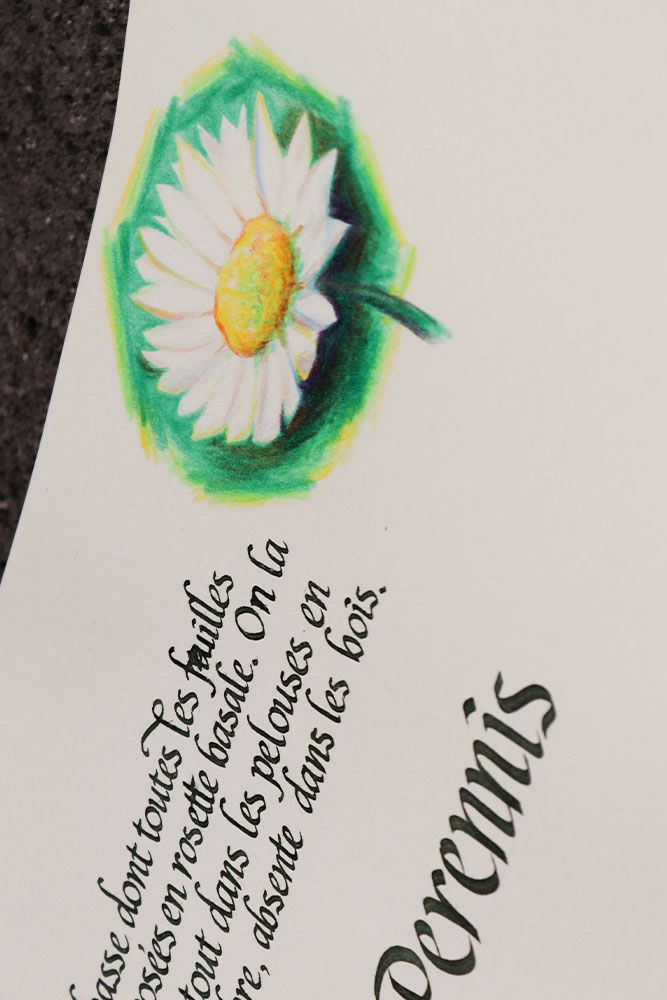 basse dont toutes les feuilles
osées en rosette basale. On la
tout dans les pelouses en
re, absente dans les bois.
Perennis